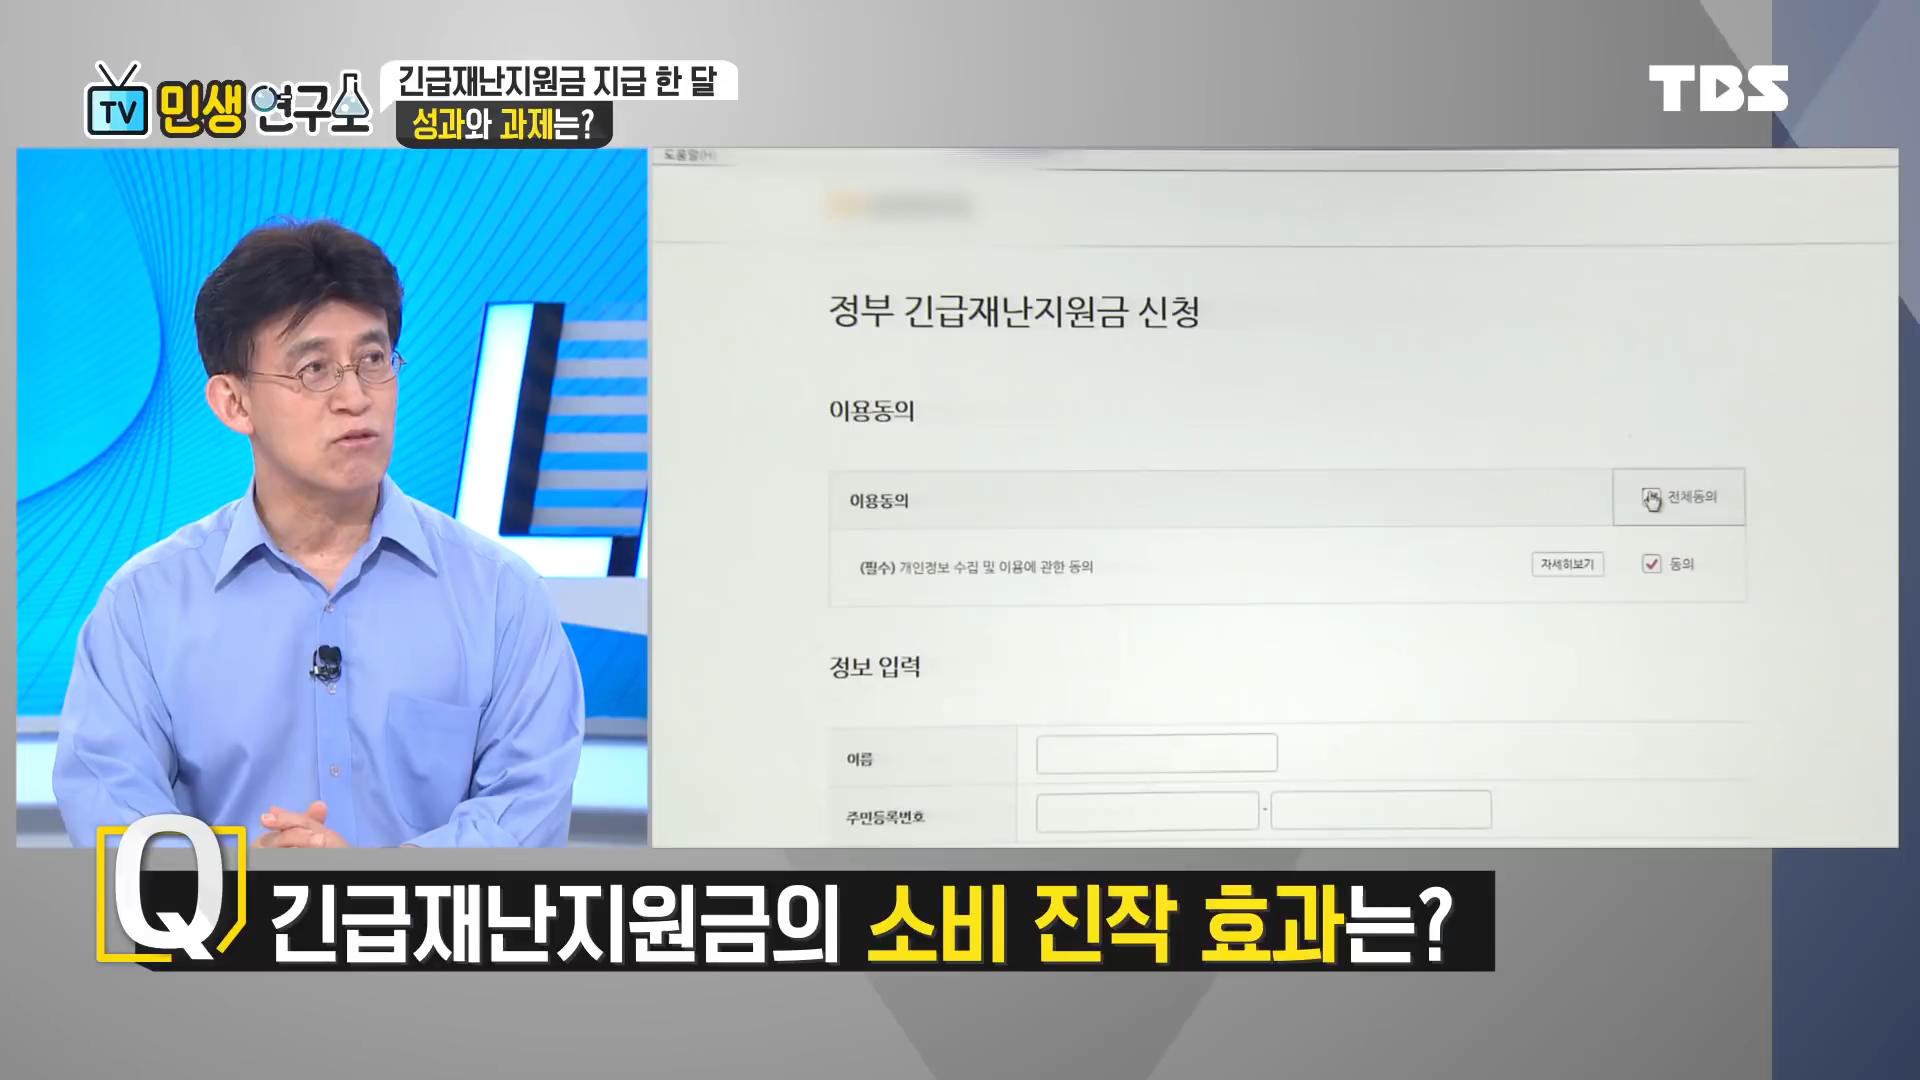 TV 민생 연구소
긴급재난지원금 지급 한 달
성과와 과제는?
TBS
도움말(H)
정부 긴급재난지원금 신청
이용동의
이용동의
전체동의
(필수) 개인정보 수집 및 이용에 관한 동의
자세히보기
동의
정보 입력
이름
주민등록번호
-
Q 긴급재난지원금의 소비 진작 효과는?